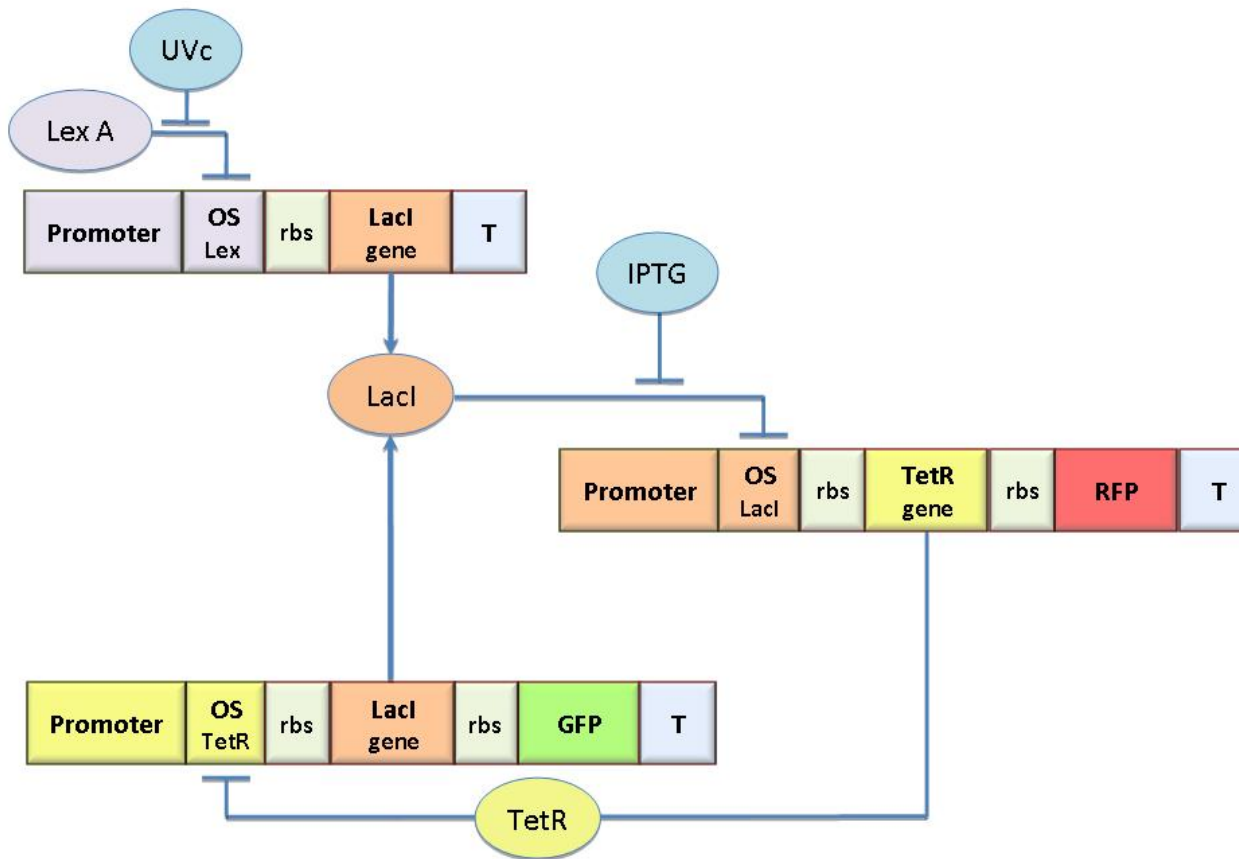 UVc
Lex A
Promoter OS Lex rbs LacI gene T
IPTG
LacI
Promoter OS LacI rbs TetR gene rbs RFP T
Promoter OS TetR rbs LacI gene rbs GFP T
TetR